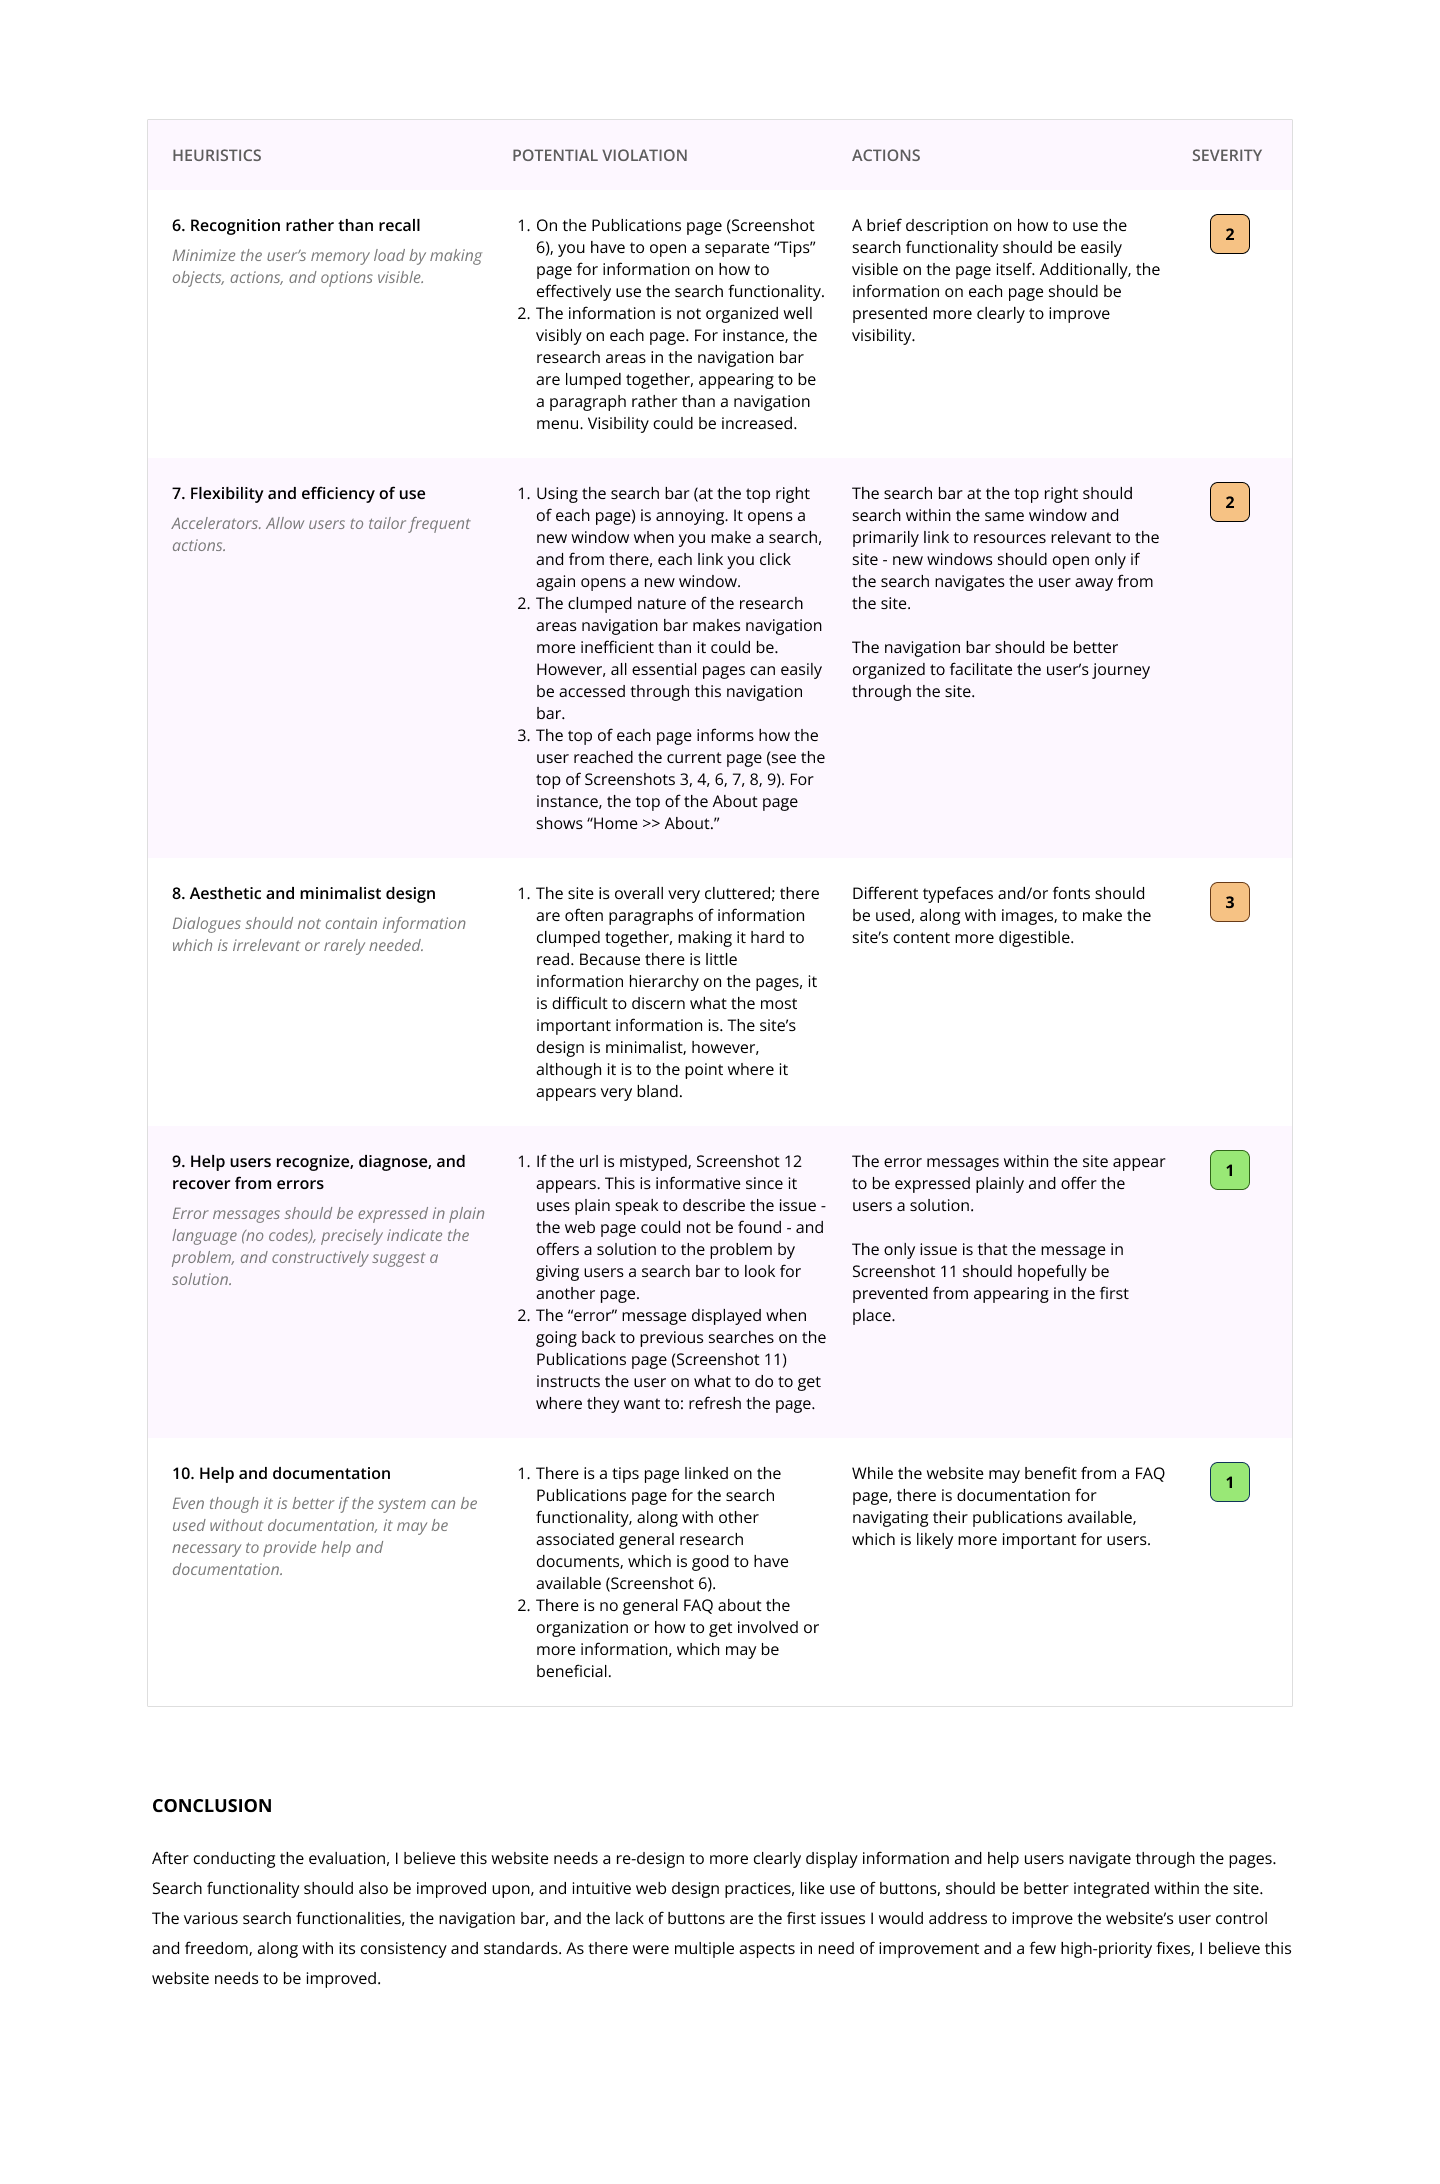 HEURISTICS
POTENTIAL VIOLATION
ACTIONS
SEVERITY
6. Recognition rather than recall
Minimize the user’s memory load by making
objects, actions, and options visible.
1. On the Publications page (Screenshot
6), you have to open a separate “Tips”
page for information on how to
effectively use the search functionality.
2. The information is not organized well
visibly on each page. For instance, the
research areas in the navigation bar
are lumped together, appearing to be
a paragraph rather than a navigation
menu. Visibility could be increased.
A brief description on how to use the
search functionality should be easily
visible on the page itself. Additionally, the
information on each page should be
presented more clearly to improve
visibility.
2
7. Flexibility and efficiency of use
Accelerators. Allow users to tailor frequent
actions.
1. Using the search bar (at the top right
of each page) is annoying. It opens a
new window when you make a search,
and from there, each link you click
again opens a new window.
2. The clumped nature of the research
areas navigation bar makes navigation
more inefficient than it could be.
However, all essential pages can easily
be accessed through this navigation
bar.
3. The top of each page informs how the
user reached the current page (see the
top of Screenshots 3, 4, 6, 7, 8, 9). For
instance, the top of the About page
shows “Home >> About.”
The search bar at the top right should
search within the same window and
primarily link to resources relevant to the
site - new windows should open only if
the search navigates the user away from
the site.
The navigation bar should be better
organized to facilitate the user’s journey
through the site.
2
8. Aesthetic and minimalist design
Dialogues should not contain information
which is irrelevant or rarely needed.
1. The site is overall very cluttered; there
are often paragraphs of information
clumped together, making it hard to
read. Because there is little
information hierarchy on the pages, it
is difficult to discern what the most
important information is. The site’s
design is minimalist, however,
although it is to the point where it
appears very bland.
Different typefaces and/or fonts should
be used, along with images, to make the
site’s content more digestible.
3
9. Help users recognize, diagnose, and
recover from errors
Error messages should be expressed in plain
language (no codes), precisely indicate the
problem, and constructively suggest a
solution.
1. If the url is mistyped, Screenshot 12
appears. This is informative since it
uses plain speak to describe the issue -
the web page could not be found - and
offers a solution to the problem by
giving users a search bar to look for
another page.
2. The “error” message displayed when
going back to previous searches on the
Publications page (Screenshot 11)
instructs the user on what to do to get
where they want to: refresh the page.
The error messages within the site appear
to be expressed plainly and offer the
users a solution.
The only issue is that the message in
Screenshot 11 should hopefully be
prevented from appearing in the first
place.
1
10. Help and documentation
Even though it is better if the system can be
used without documentation, it may be
necessary to provide help and
documentation.
1. There is a tips page linked on the
Publications page for the search
functionality, along with other
associated general research
documents, which is good to have
available (Screenshot 6).
2. There is no general FAQ about the
organization or how to get involved or
more information, which may be
beneficial.
While the website may benefit from a FAQ
page, there is documentation for
navigating their publications available,
which is likely more important for users.
1
CONCLUSION
After conducting the evaluation, I believe this website needs a re-design to more clearly display information and help users navigate through the pages.
Search functionality should also be improved upon, and intuitive web design practices, like use of buttons, should be better integrated within the site.
The various search functionalities, the navigation bar, and the lack of buttons are the first issues I would address to improve the website’s user control
and freedom, along with its consistency and standards. As there were multiple aspects in need of improvement and a few high-priority fixes, I believe this
website needs to be improved.